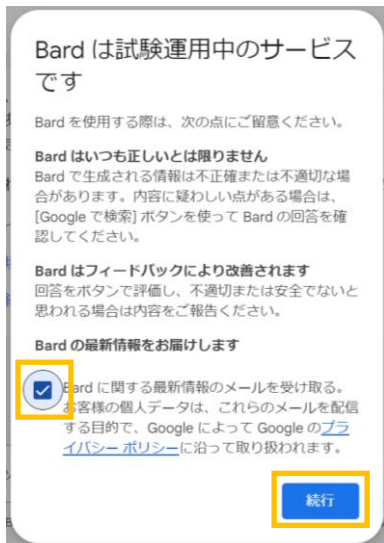 Bard は試験運用中のサービス
です
Bard を使用する際は、次の点にご留意ください。
Bard はいつも正しいとは限りません
Bard で生成される情報は不正確または不適切な場
合があります。内容に疑わしい点がある場合は、
[Google で検索] ボタンを使って Bard の回答を確
認してください。
Bard はフィードバックにより改善されます
回答をボタンで評価し、不適切または安全でないと
思われる場合は内容をご報告ください。
Bard の最新情報をお届けします
Bard に関する最新情報のメールを受け取る。
お客様の個人データは、これらのメールを配信
する目的で、Google によって Google のプラ
イバシー ポリシーに沿って取り扱われます。
続行